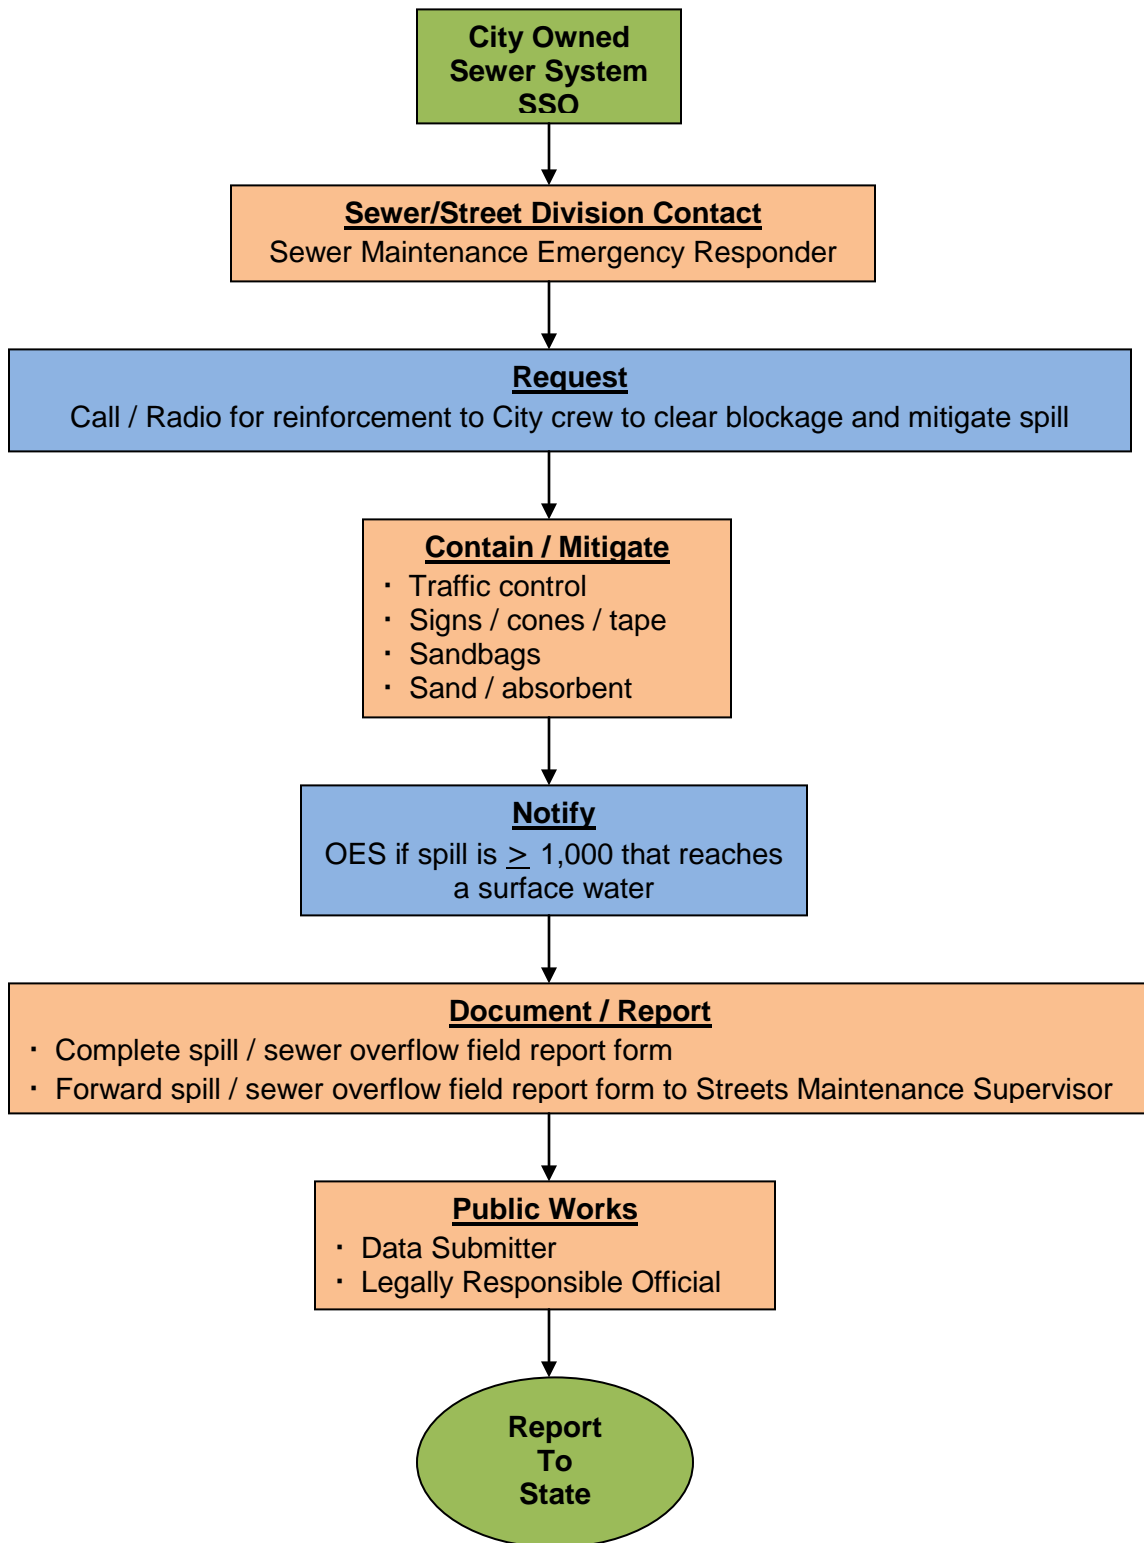 City Owned
Sewer System
SSO
Sewer/Street Division Contact
Sewer Maintenance Emergency Responder
Request
Call / Radio for reinforcement to City crew to clear blockage and mitigate spill
Contain / Mitigate
· Traffic control
· Signs / cones / tape
· Sandbags
· Sand / absorbent
Notify
OES if spill is > 1,000 that reaches
a surface water
Document / Report
· Complete spill / sewer overflow field report form
· Forward spill / sewer overflow field report form to Streets Maintenance Supervisor
Public Works
· Data Submitter
· Legally Responsible Official
Report
To
State